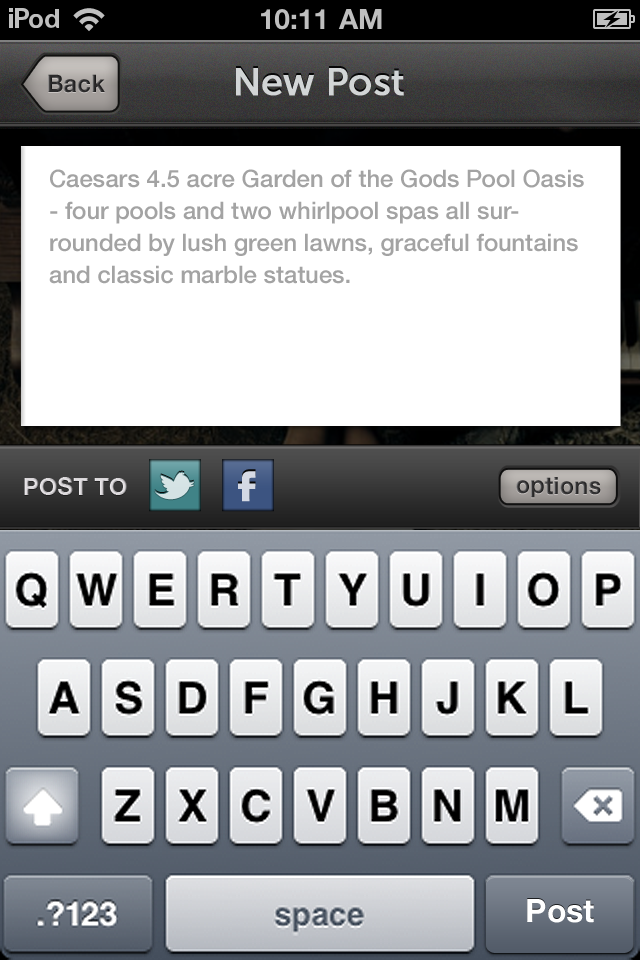 iPod 10:11 AM
Back New Post
Caesars 4.5 acre Garden of the Gods Pool Oasis
- four pools and two whirlpool spas all sur-
rounded by lush green lawns, graceful fountains
and classic marble statues.
POST TO f options
Q W E R T Y U I O P
A S D F G H J K L
Z X C V B N M
.?123 space Post